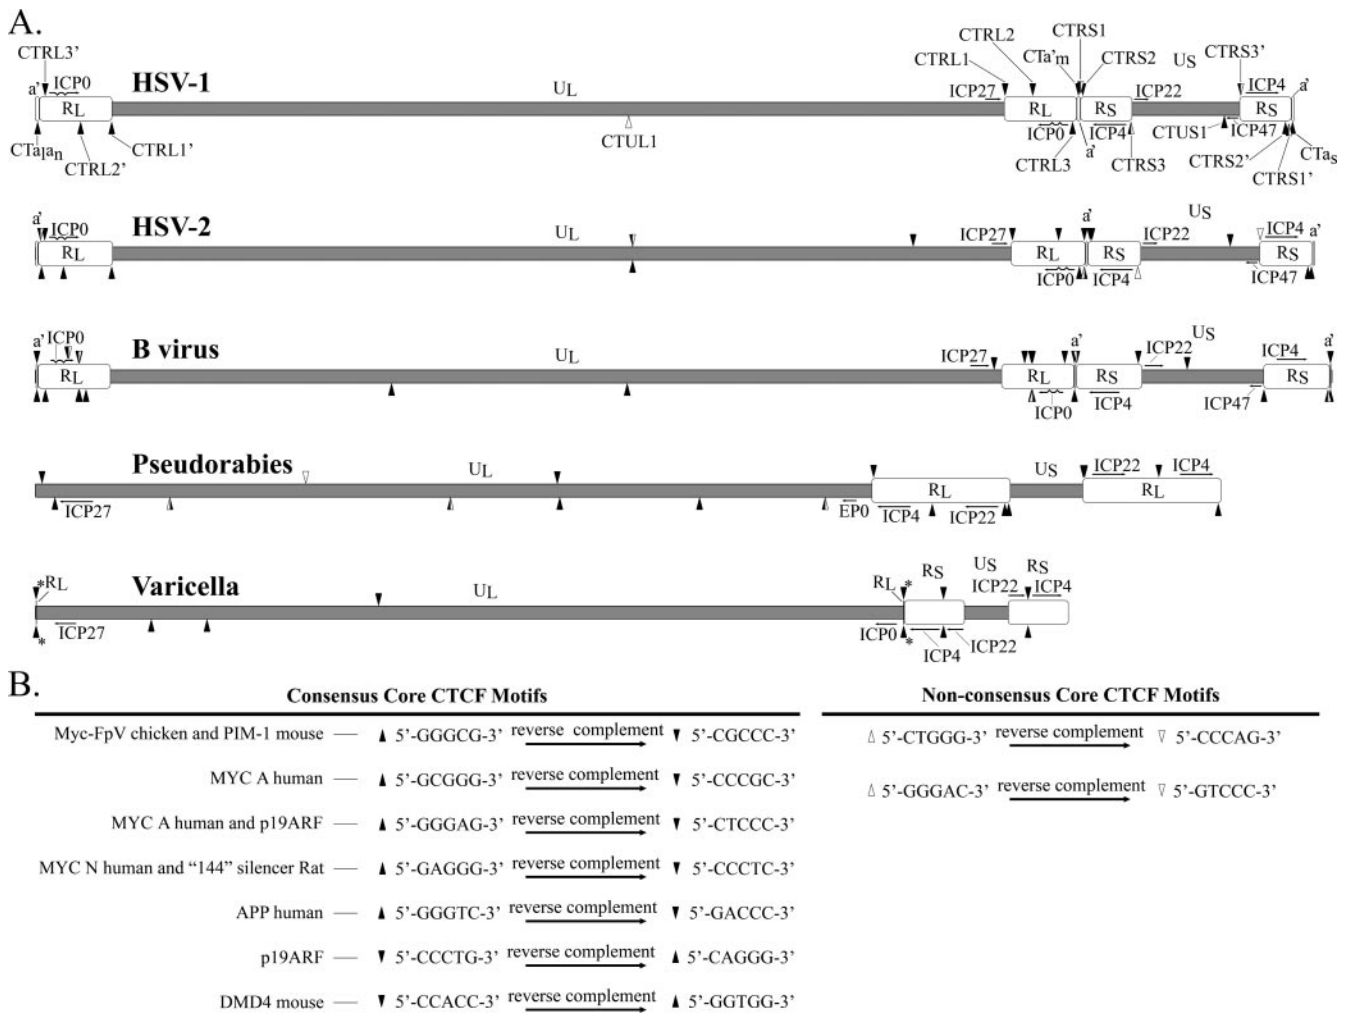 A.
CTRL3’
ICP0
a’
HSV-1
UL
RL
CTa1an
CTRL2’
CTRL1’
CTUL1
CTRL1
CTRL2
CTRS1
CTa’m
CTRS2
US
CTRS3’
ICP27
ICP22
ICP4
a’
RL
RS
RS
ICP0
ICP4
a’
CTRL3
CTRS3
CTUS1
ICP47
CTRS2’
CTRS1’
CTas
a’
ICP0
HSV-2
UL
RL
a’
US
ICP27
ICP22
ICP4
a’
RL
RS
RS
ICP0
ICP4
ICP47
a’
ICP0
B virus
UL
RL
a’
US
ICP27
ICP22
ICP4
a’
RL
RS
RS
ICP0
ICP4
ICP47
Pseudorabies
UL
US
ICP22
ICP4
RL
RL
ICP27
EP0
ICP4
ICP22
*RL
Varicella
UL
RL
*
RS
US
RS
ICP22
ICP4
*
ICP27
ICP0
*
ICP4
ICP22
B.
Consensus Core CTCF Motifs
Myc-FpV chicken and PIM-1 mouse 5’-GGGCG-3’ reverse complement 5’-CGCCC-3’
MYC A human 5’-GCGGG-3’ reverse complement 5’-CCCGC-3’
MYC A human and p19ARF 5’-GGGAG-3’ reverse complement 5’-CTCCC-3’
MYC N human and “144” silencer Rat 5’-GAGGG-3’ reverse complement 5’-CCCTC-3’
APP human 5’-GGGTC-3’ reverse complement 5’-GACCC-3’
p19ARF 5’-CCCTG-3’ reverse complement 5’-CAGGG-3’
DMD4 mouse 5’-CCACC-3’ reverse complement 5’-GGTGG-3’
Non-consensus Core CTCF Motifs
5’-CTGGG-3’ reverse complement 5’-CCCAG-3’
5’-GGGAC-3’ reverse complement 5’-GTCCC-3’